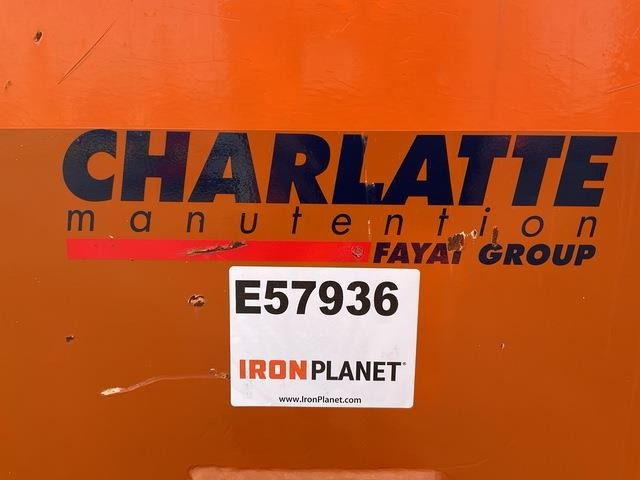 CHARLATTE
manutention
FAYAT GROUP
E57936
IRONPLANET
www.IronPlanet.com